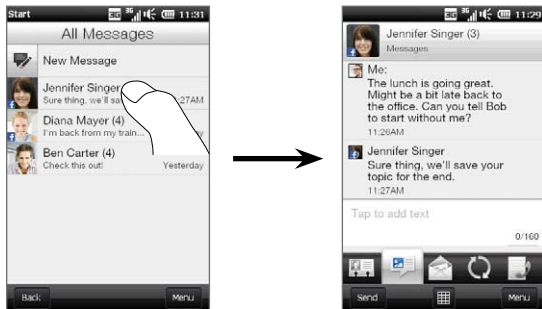 Start
11:31
All Messages
New Message
Jennifer Singer
Sure thing, we'll
27AM
Diana Mayer (4)
I'm back from my train...
Ben Carter (4)
Check this out!
Yesterday
Back
Menu
11:29
Jennifer Singer (3)
Messages
Me:
The lunch is going great.
Might be a bit late back to
the office. Can you tell Bob
to start without me?
11:26AM
Jennifer Singer
Sure thing, we'll save your
topic for the end.
11:27AM
Tap to add text
0/160
Send
Menu